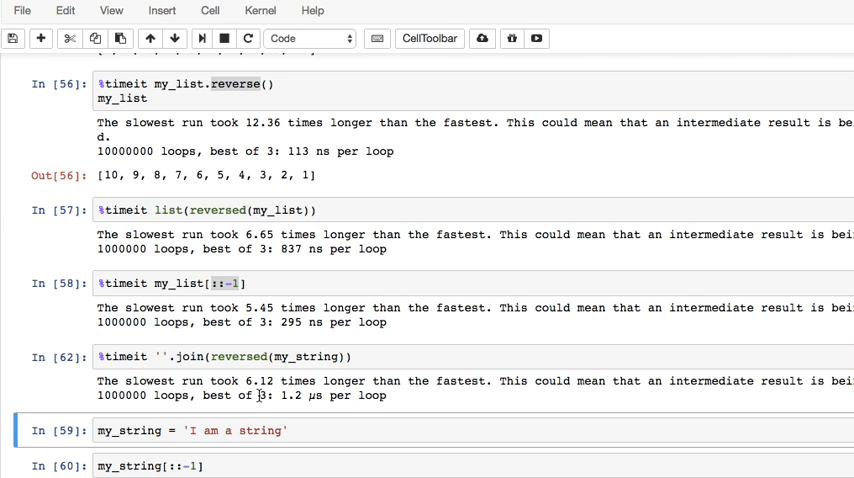 File Edit View Insert Cell Kernel Help
Code CellToolbar
In [56]: %timeit my_list.reverse()
my_list
The slowest run took 12.36 times longer than the fastest. This could mean that an intermediate result is be
d.
10000000 loops, best of 3: 113 ns per loop
Out[56]: [10, 9, 8, 7, 6, 5, 4, 3, 2, 1]
In [57]: %timeit list(reversed(my_list))
The slowest run took 6.65 times longer than the fastest. This could mean that an intermediate result is bei
1000000 loops, best of 3: 837 ns per loop
In [58]: %timeit my_list[::-1]
The slowest run took 5.45 times longer than the fastest. This could mean that an intermediate result is bei
1000000 loops, best of 3: 295 ns per loop
In [62]: %timeit ''.join(reversed(my_string))
The slowest run took 6.12 times longer than the fastest. This could mean that an intermediate result is bei
1000000 loops, best of 3: 1.2 µs per loop
In [59]: my_string = 'I am a string'
In [60]: my_string[::-1]